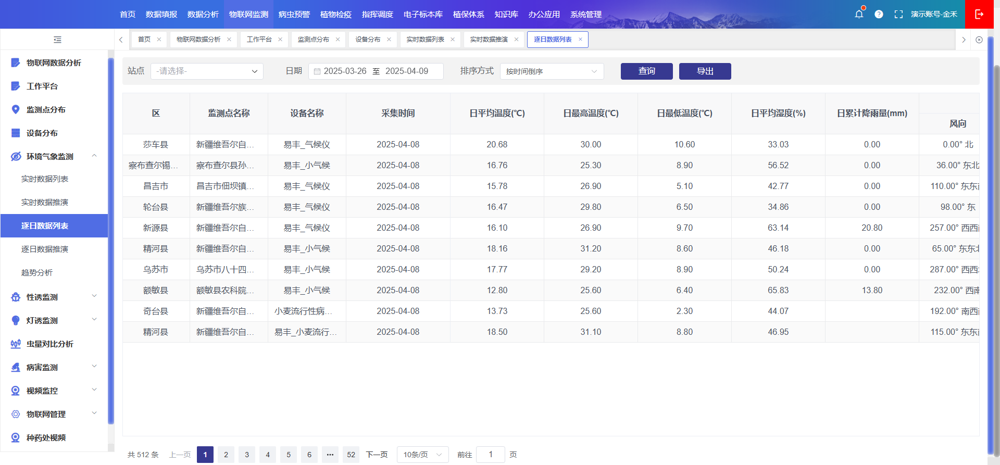 首页 数据填报 数据分析 物联网监测 病虫预警 植物检疫 指挥调度 电子标本库 植保体系 知识库 办公应用 系统管理 演示账号-金禾
首页 物联网数据分析 工作平台 监测点分布 设备分布 实时数据列表 实时数据推演 逐日数据列表
物联网数据分析
工作平台
监测点分布
设备分布
环境气象监测
实时数据列表
实时数据推演
逐日数据列表
逐日数据推演
趋势分析
性诱监测
灯诱监测
虫量对比分析
病害监测
视频监控
物联网管理
种药处视频
站点 -请选择- 日期 2025-03-26 至 2025-04-09 排序方式 按时间倒序 查询 导出
区 监测点名称 设备名称 采集时间 日平均温度(℃) 日最高温度(℃) 日最低温度(℃) 日平均湿度(%) 日累计降雨量(mm) 风向
莎车县 新疆维吾尔自... 易丰_气候仪 2025-04-08 20.68 30.00 10.60 33.03 0.00 0.00° 北
察布查尔锡... 察布查尔县孙... 易丰_小气候 2025-04-08 16.76 25.30 8.90 56.52 0.00 36.00° 东北
昌吉市 昌吉市佃坝镇... 易丰_气候仪 2025-04-08 15.78 26.90 5.10 42.77 0.00 110.00° 东东南
轮台县 新疆维吾尔族... 易丰_气候仪 2025-04-08 16.47 29.80 6.50 34.86 0.00 98.00° 东
新源县 新疆维吾尔自... 易丰_气候仪 2025-04-08 16.10 26.90 9.70 63.14 20.80 257.00° 西西南
精河县 新疆维吾尔自... 易丰_小气候 2025-04-08 18.16 31.20 8.60 46.18 0.00 65.00° 东东北
乌苏市 乌苏市八十四... 易丰_小气候 2025-04-08 17.77 29.20 8.90 50.24 0.00 287.00° 西西北
额敏县 额敏县农科院... 易丰_小气候 2025-04-08 12.80 25.60 6.40 65.83 13.80 232.00° 西南
奇台县 新疆维吾尔自... 小麦流行性病... 2025-04-08 13.73 25.60 2.30 44.07 192.00° 南西南
精河县 新疆维吾尔自... 易丰_小麦流行... 2025-04-08 18.50 31.10 8.80 46.95 115.00° 东东南
共 512 条 上一页 1 2 3 4 5 6 ••• 52 下一页 10条/页 前往 1 页